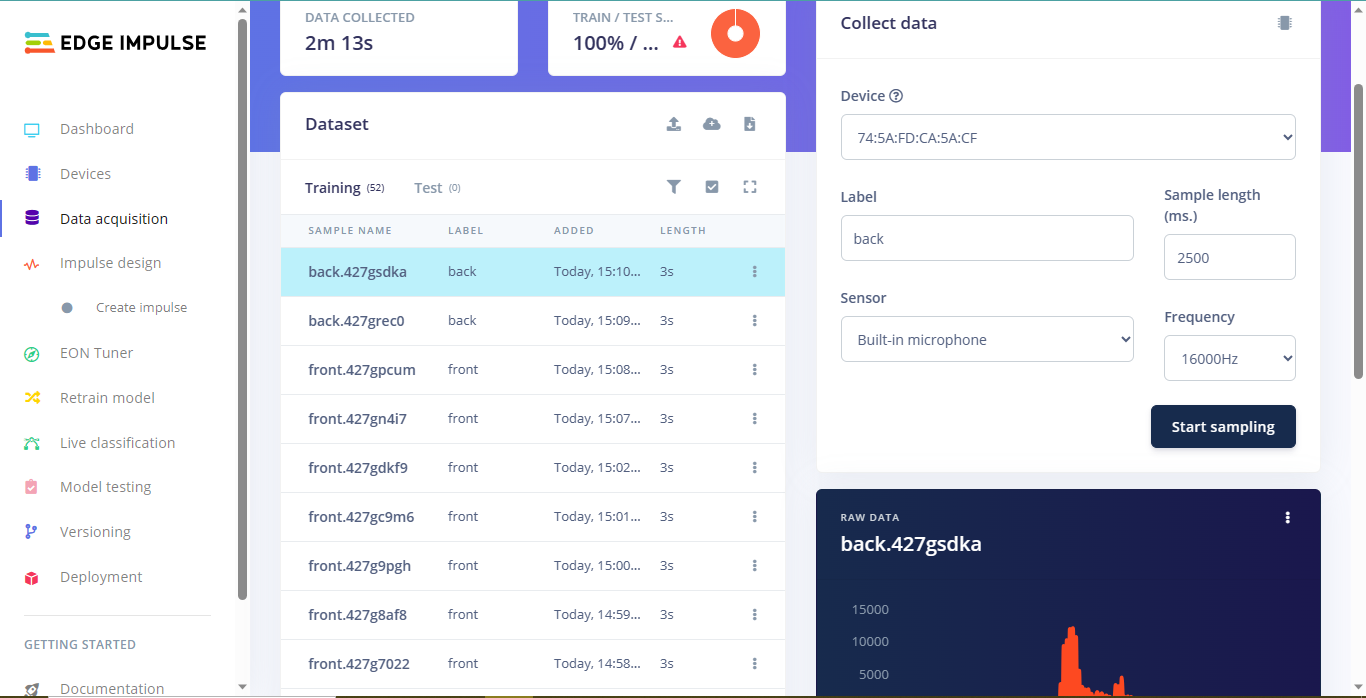 EDGE IMPULSE
Dashboard
Devices
Data acquisition
Impulse design
Create impulse
EON Tuner
Retrain model
Live classification
Model testing
Versioning
Deployment
GETTING STARTED
Documentation
DATA COLLECTED
2m 13s
TRAIN / TEST S...
100% / ...
Dataset
Training (52) Test (0)
SAMPLE NAME LABEL ADDED LENGTH
back.427gsdka back Today, 15:10... 3s
back.427grec0 back Today, 15:09... 3s
front.427gpcum front Today, 15:08... 3s
front.427gn4i7 front Today, 15:07... 3s
front.427gdkf9 front Today, 15:02... 3s
front.427gc9m6 front Today, 15:01... 3s
front.427g9pgh front Today, 15:00... 3s
front.427g8af8 front Today, 14:59... 3s
front.427g7022 front Today, 14:58... 3s
Collect data
Device ?
74:5A:FD:CA:5A:CF
Label
back
Sample length
(ms.)
2500
Sensor
Built-in microphone
Frequency
16000Hz
Start sampling
RAW DATA
back.427gsdka
15000
10000
5000